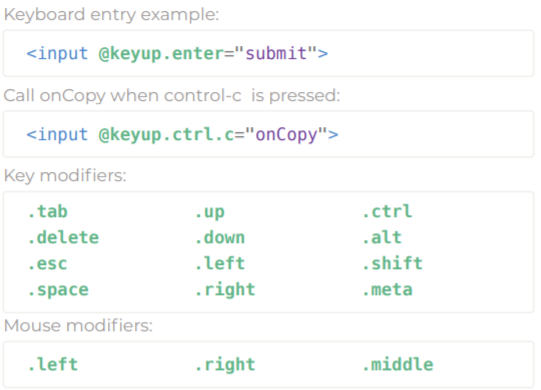 Keyboard entry example:
<input @keyup.enter="submit">
Call onCopy when control-c is pressed:
<input @keyup.ctrl.c="onCopy">
Key modifiers:
.tab .up .ctrl
.delete .down .alt
.esc .left .shift
.space .right .meta
Mouse modifiers:
.left .right .middle